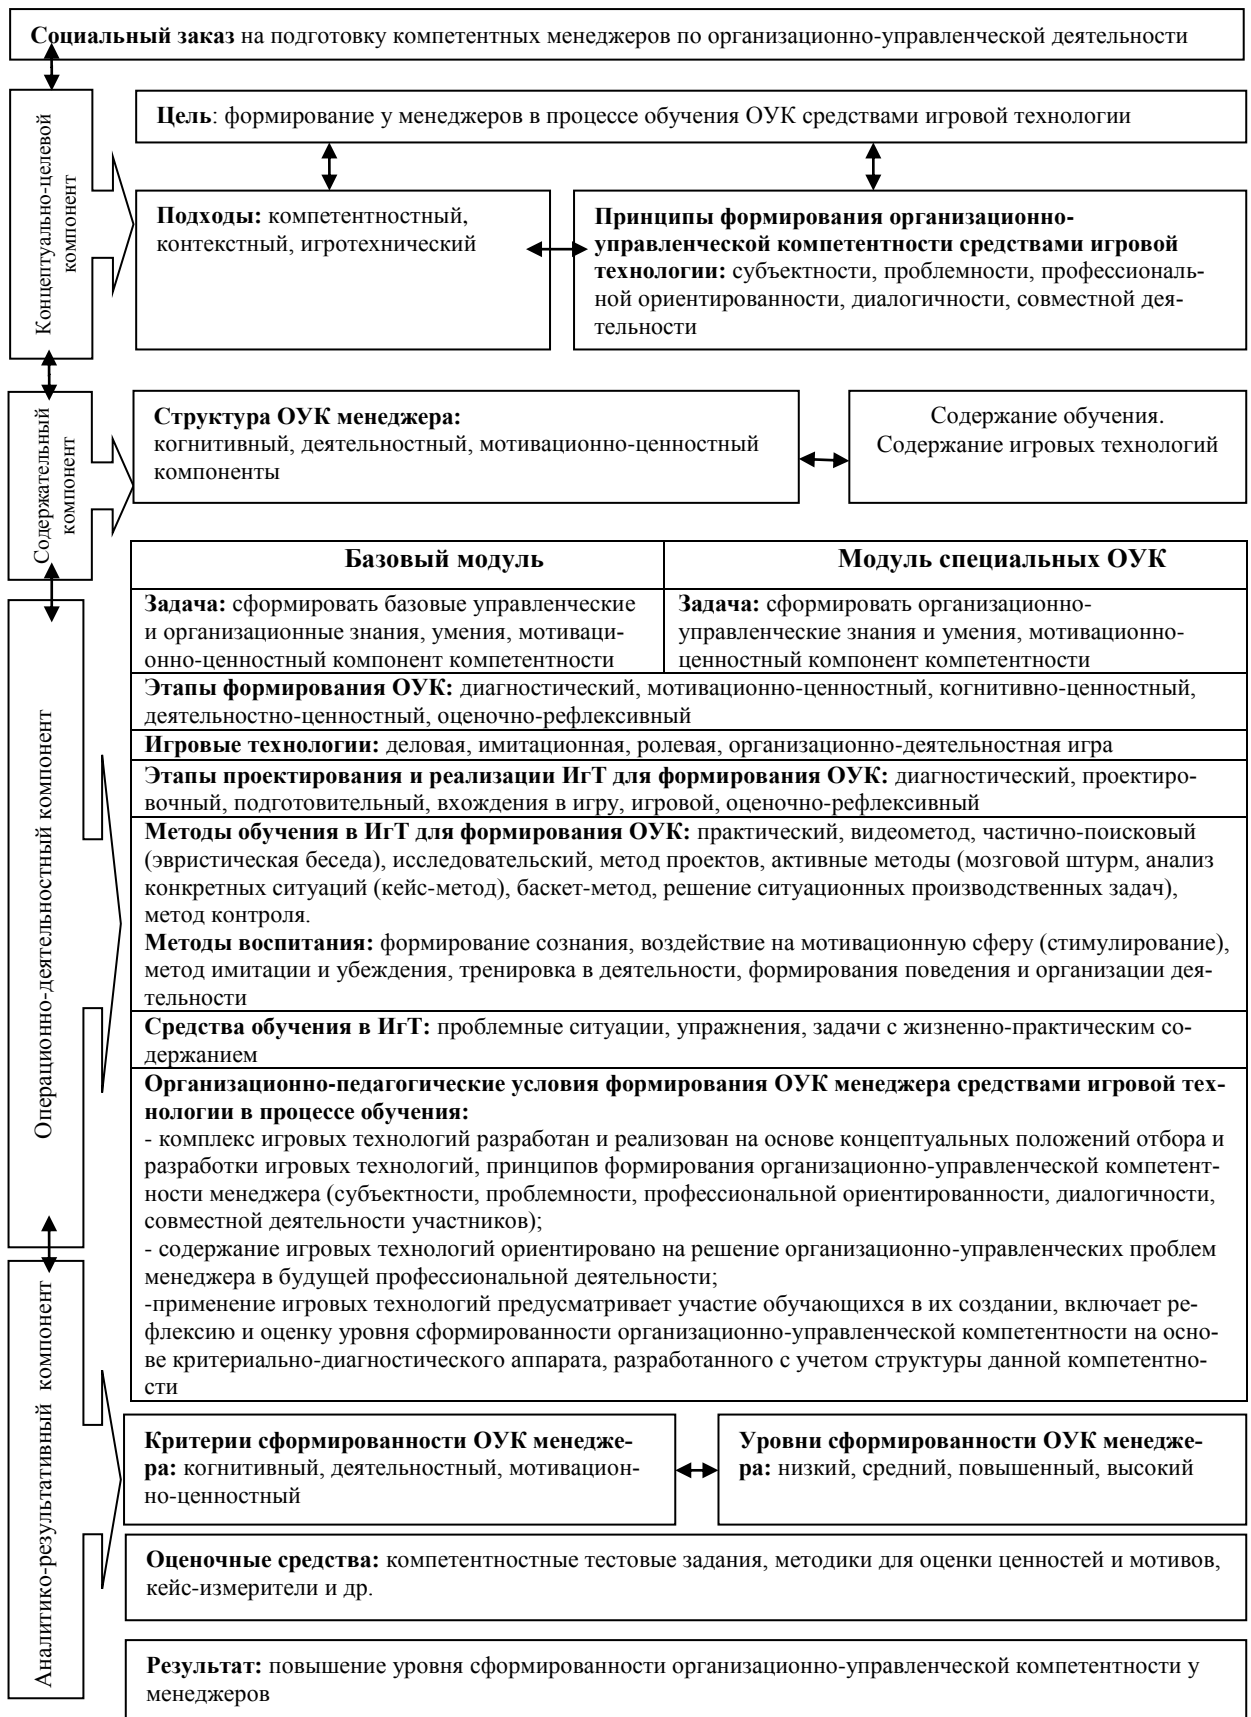 Социальный заказ на подготовку компетентных менеджеров по организационно-управленческой деятельности
Концептуально-целевой
компонент
Цель: формирование у менеджеров в процессе обучения ОУК средствами игровой технологии
Подходы: компетентностный,
контекстный, игротехнический
Принципы формирования организационно-
управленческой компетентности средствами игровой
технологии: субъектности, проблемности, профессиональ-
ной ориентированности, диалогичности, совместной дея-
тельности
Содержательный
компонент
Структура ОУК менеджера:
когнитивный, деятельностный, мотивационно-ценностный
компоненты
Содержание обучения.
Содержание игровых технологий
Операционно-деятельностный компонент
Базовый модуль
Модуль специальных ОУК
Задача: сформировать базовые управленческие
и организационные знания, умения, мотиваци-
онно-ценностный компонент компетентности
Задача: сформировать организационно-
управленческие знания и умения, мотивационно-
ценностный компонент компетентности
Этапы формирования ОУК: диагностический, мотивационно-ценностный, когнитивно-ценностный,
деятельностно-ценностный, оценочно-рефлексивный
Игровые технологии: деловая, имитационная, ролевая, организационно-деятельностная игра
Этапы проектирования и реализации ИгТ для формирования ОУК: диагностический, проектиро-
вочный, подготовительный, вхождения в игру, игровой, оценочно-рефлексивный
Методы обучения в ИгТ для формирования ОУК: практический, видеометод, частично-поисковый
(эвристическая беседа), исследовательский, метод проектов, активные методы (мозговой штурм, анализ
конкретных ситуаций (кейс-метод), баскет-метод, решение ситуационных производственных задач),
метод контроля.
Методы воспитания: формирование сознания, воздействие на мотивационную сферу (стимулирование),
метод имитации и убеждения, тренировка в деятельности, формирования поведения и организации дея-
тельности
Средства обучения в ИгТ: проблемные ситуации, упражнения, задачи с жизненно-практическим со-
держанием
Организационно-педагогические условия формирования ОУК менеджера средствами игровой тех-
нологии в процессе обучения:
- комплекс игровых технологий разработан и реализован на основе концептуальных положений отбора и
разработки игровых технологий, принципов формирования организационно-управленческой компетент-
ности менеджера (субъектности, проблемности, профессиональной ориентированности, диалогичности,
совместной деятельности участников);
- содержание игровых технологий ориентировано на решение организационно-управленческих проблем
менеджера в будущей профессиональной деятельности;
-применение игровых технологий предусматривает участие обучающихся в их создании, включает ре-
флексию и оценку уровня сформированности организационно-управленческой компетентности на осно-
ве критериально-диагностического аппарата, разработанного с учетом структуры данной компетентно-
сти
Аналитико-результативный компонент
Критерии сформированности ОУК менедже-
ра: когнитивный, деятельностный, мотивацион-
но-ценностный
Уровни сформированности ОУК менедже-
ра: низкий, средний, повышенный, высокий
Оценочные средства: компетентностные тестовые задания, методики для оценки ценностей и мотивов,
кейс-измерители и др.
Результат: повышение уровня сформированности организационно-управленческой компетентности у
менеджеров